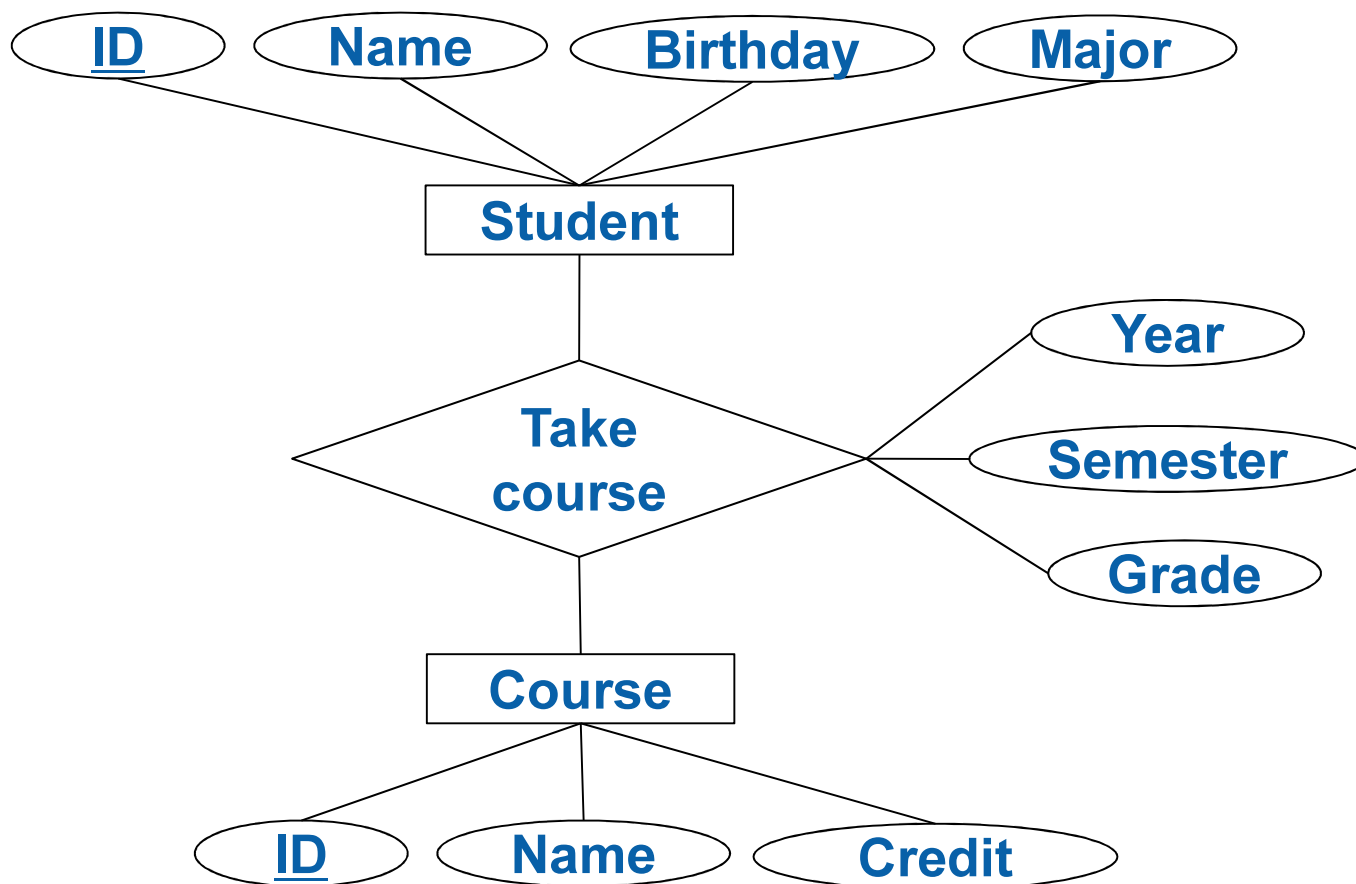 ID Name Birthday Major
Student
Year
Take
course
Semester
Grade
Course
ID Name Credit